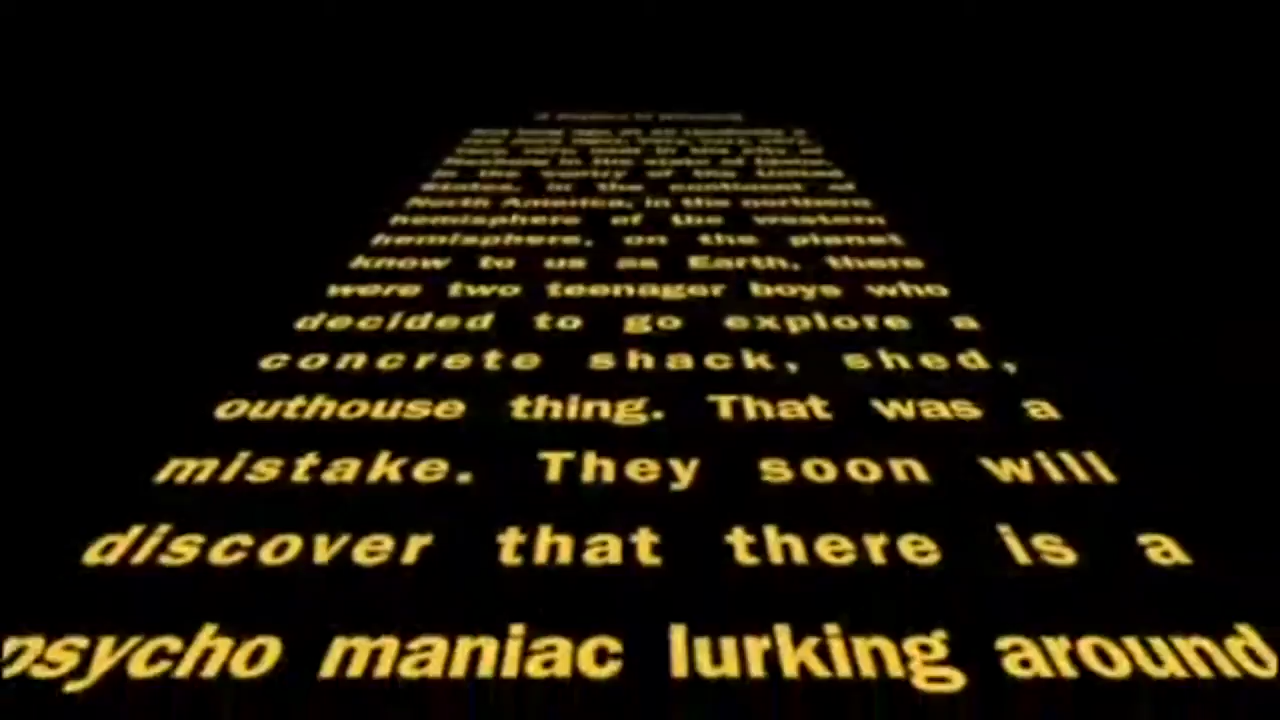 in the
of the United
States, in the continent of
North America, in the northern
hemisphere of the western
hemisphere, on the planet
know to us as Earth, there
were two teenager boys who
decided to go explore a
concrete shack, shed,
outhouse thing. That was a
mistake. They soon will
discover that there is a
psycho maniac lurking around